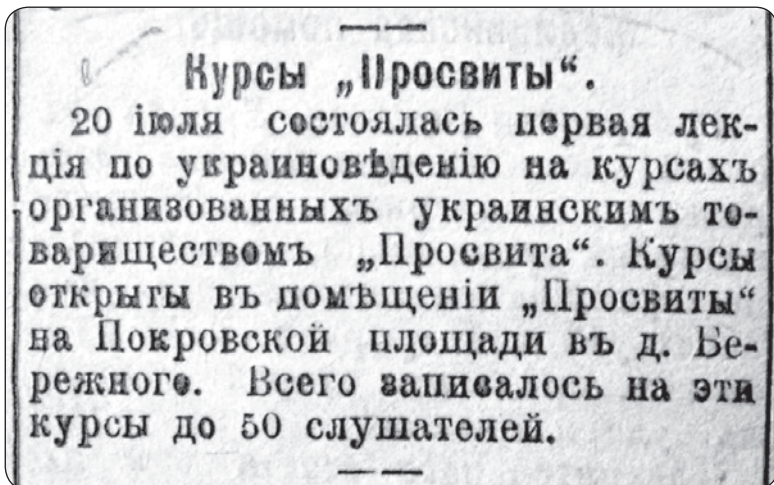 Курсы „Просвиты“.
20 іюля состоялась первая лек-
ція по украиновѣденію на курсахъ
организованныхъ украинскимъ то-
вариществомъ „Просвита“. Курсы
открыты въ помѣщеніи „Просвиты“
на Покровской площади въ д. Бе-
режного. Всего записалось на эти
курсы до 50 слушателей.